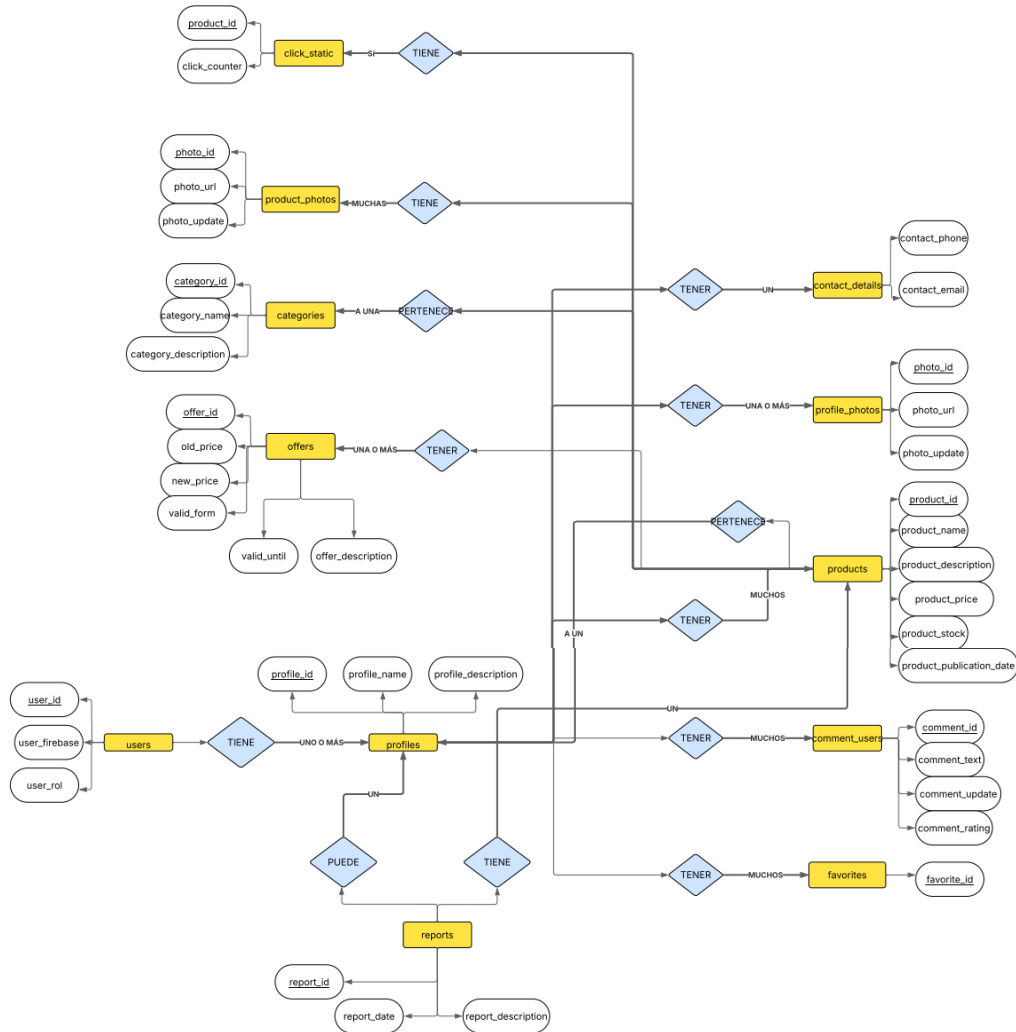 product_id
click_counter
click_static
Sí
TIENE
photo_id
photo_url
photo_update
product_photos
MUCHAS
TIENE
category_id
category_name
category_description
categories
A UNA
PERTENECE
offer_id
old_price
new_price
valid_form
offers
UNA O MÁS
TENER
valid_until
offer_description
TENER
UN
contact_details
contact_phone
contact_email
TENER
UNA O MÁS
profile_photos
photo_id
photo_url
photo_update
PERTENECE
A UN
products
product_id
product_name
product_description
product_price
product_stock
product_publication_date
TENER
MUCHOS
profile_id
profile_name
profile_description
user_id
user_firebase
user_rol
users
TIENE
UNO O MÁS
profiles
UN
UN
TENER
MUCHOS
comment_users
comment_id
comment_text
comment_update
comment_rating
PUEDE
TIENE
TENER
MUCHOS
favorites
favorite_id
reports
report_id
report_date
report_description